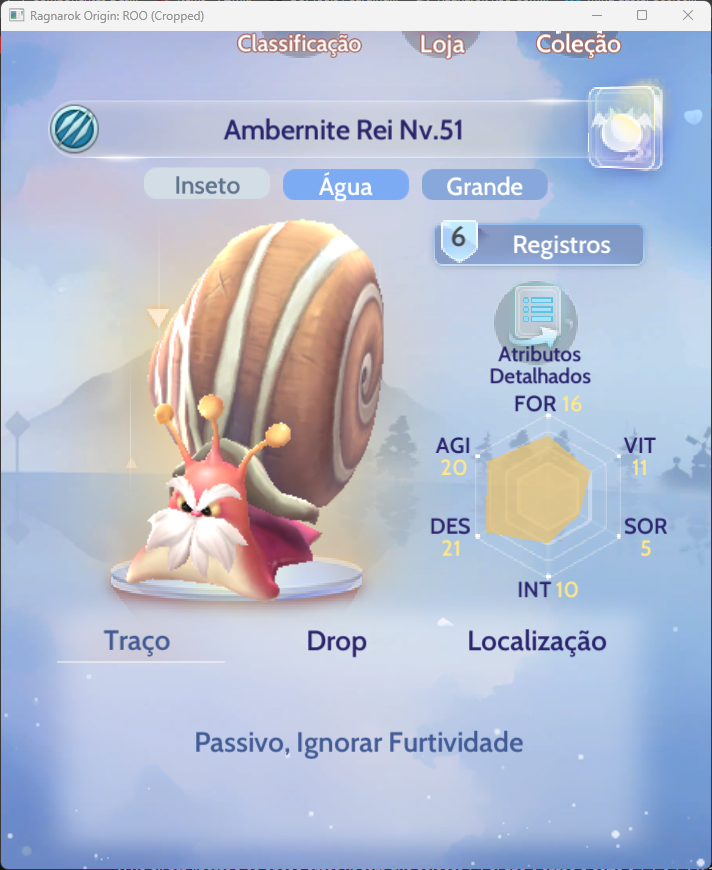 Ragnarok Origin: ROO (Cropped)
Classificação
Loja
Coleção
Ambernite Rei Nv.51
Inseto
Água
Grande
6
Registros
Atributos
Detalhados
FOR 16
AGI
20
VIT
11
DES
21
SOR
5
INT 10
Traço
Drop
Localização
Passivo, Ignorar Furtividade